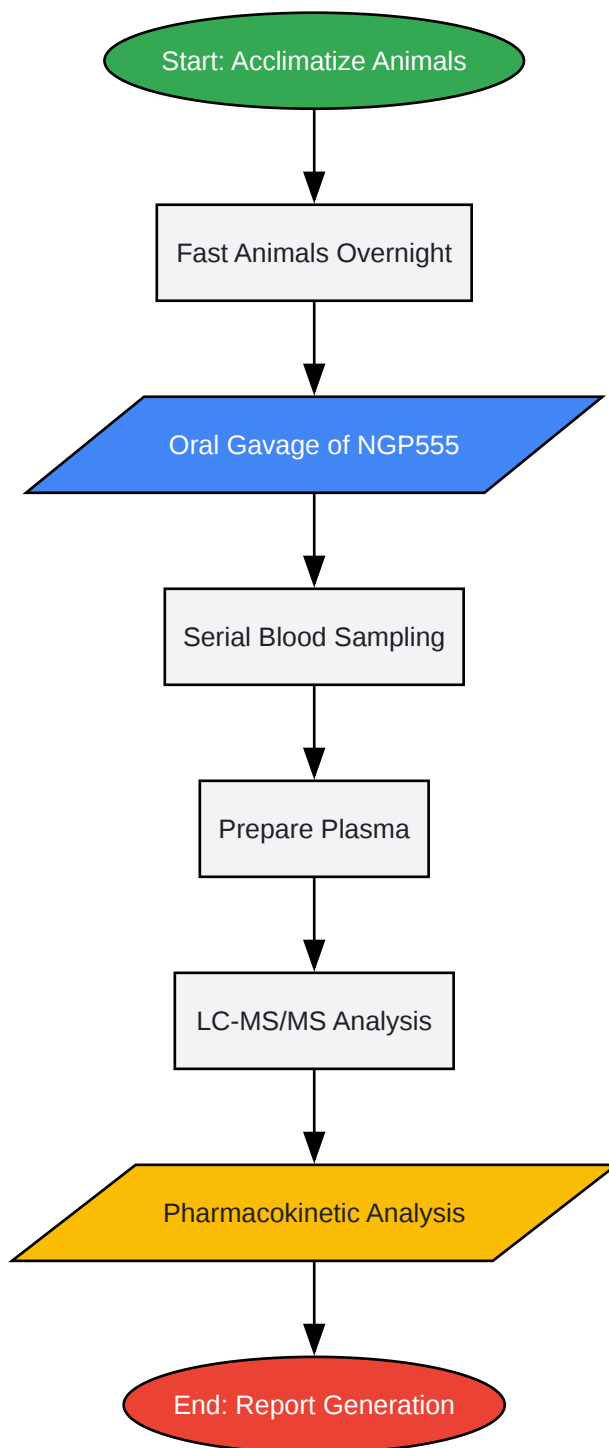 Start: Acclimatize Animals
Fast Animals Overnight
Oral Gavage of NGP555
Serial Blood Sampling
Prepare Plasma
LC-MS/MS Analysis
Pharmacokinetic Analysis
End: Report Generation